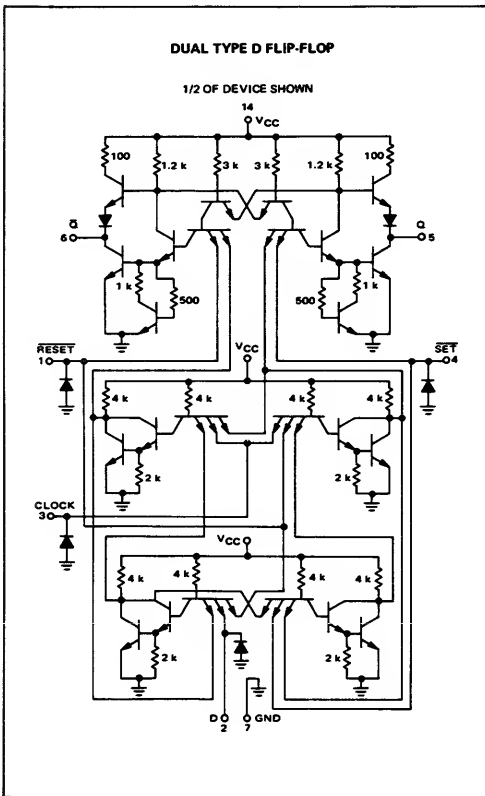 DUAL TYPE D FLIP-FLOP
1/2 OF DEVICE SHOWN
14
VCC
100
1.2 k
3 k
3 k
1.2 k
100
Q̅
6
Q
5
1 k
500
500
1 k
R̅E̅S̅E̅T̅
1
S̅E̅T̅
4
VCC
4 k
4 k
4 k
4 k
2 k
2 k
CLOCK
3
VCC
4 k
4 k
4 k
4 k
2 k
2 k
D
2
7
GND